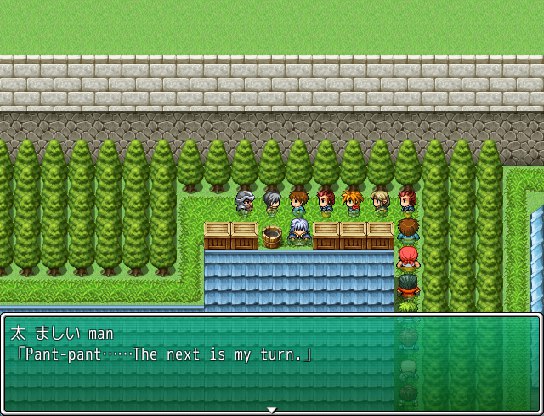 太 ましい man
「Pant-pant……The next is my turn.」